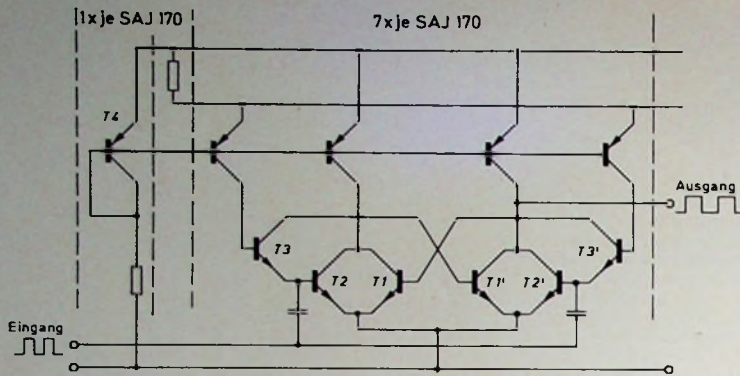 1x je SAJ 170
7x je SAJ 170
T4
Ausgang
T3
T2
T1
T1'
T2'
T3'
Eingang